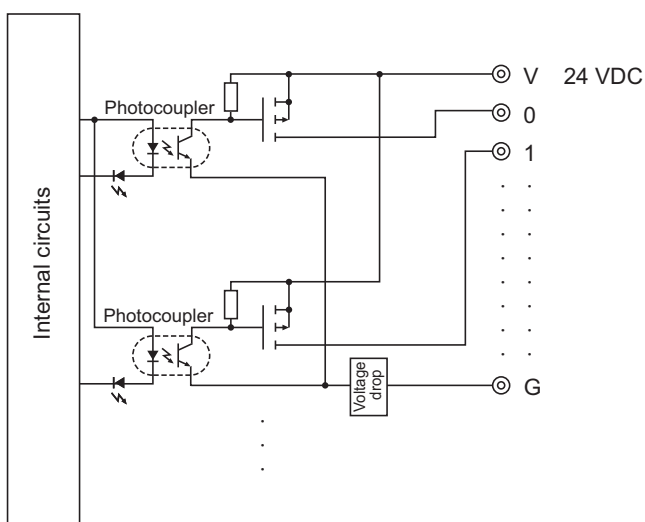 V 24 VDC
Photocoupler
0
1
Internal circuits
Photocoupler
Voltage
drop
G